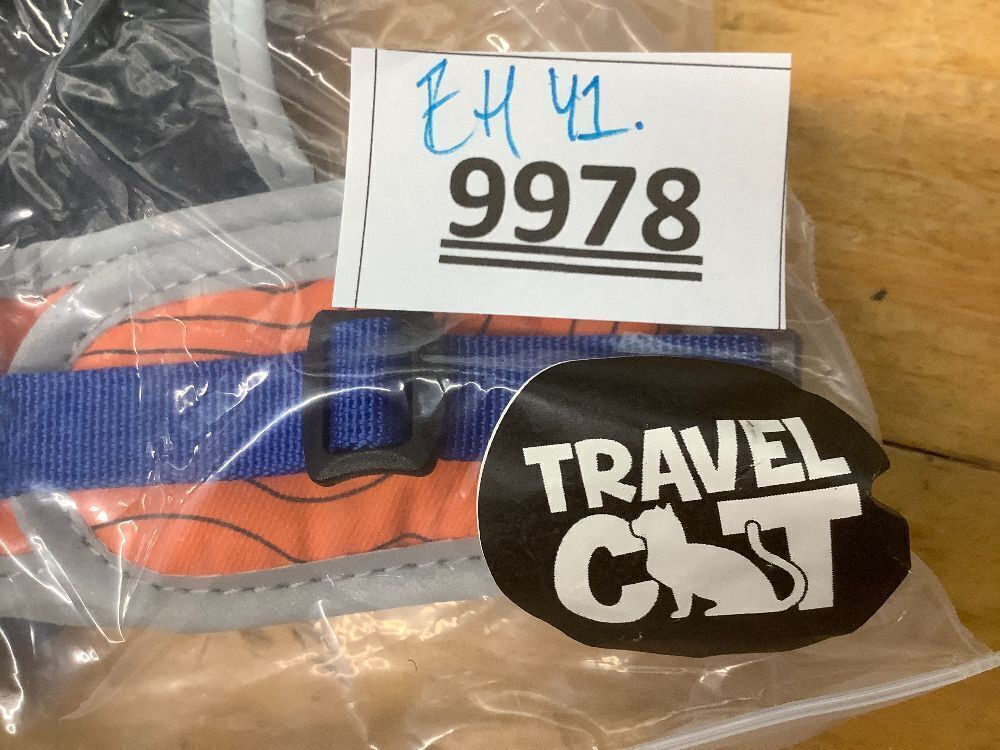 EH 41.
9978
TRAVEL
CAT